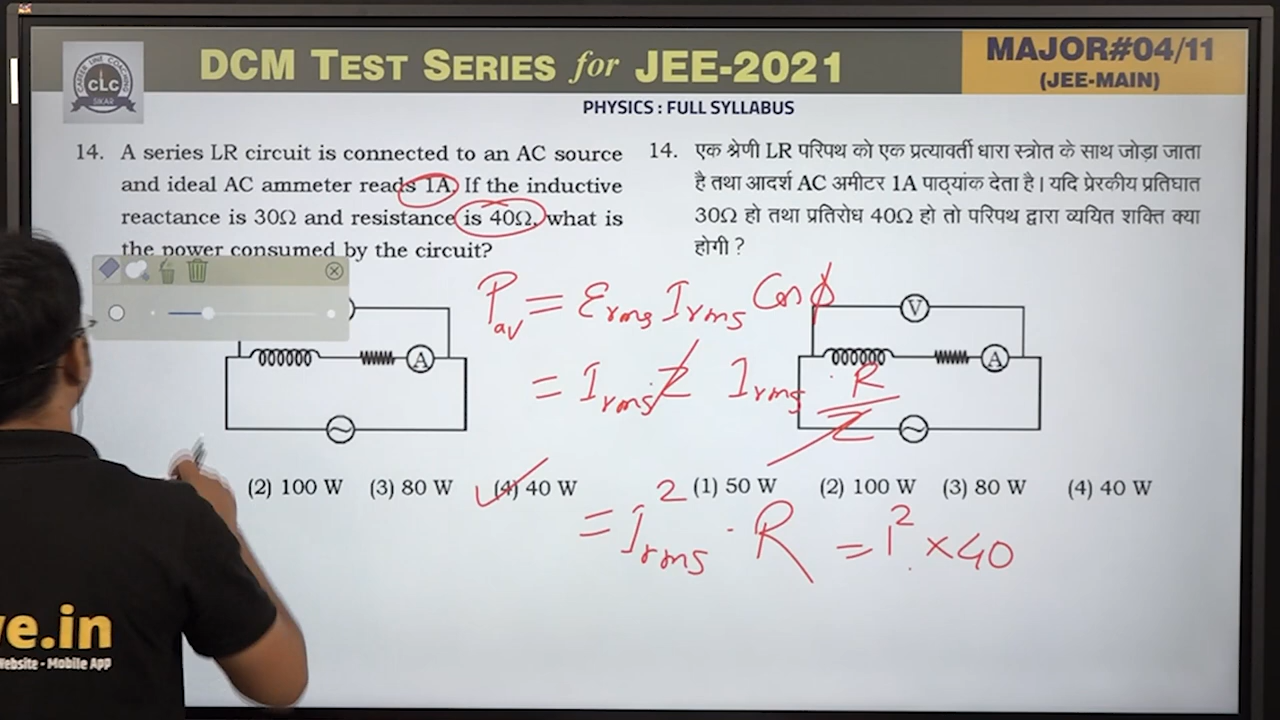 DCM TEST SERIES for JEE-2021
MAJOR#04/11
(JEE-MAIN)
CAREER LINE COACHING
CLC
SIKAR
PHYSICS : FULL SYLLABUS
14. A series LR circuit is connected to an AC source
and ideal AC ammeter reads 1A. If the inductive
reactance is 30Ω and resistance is 40Ω, what is
the power consumed by the circuit?
A
(2) 100 W (3) 80 W (4) 40 W
14. एक श्रेणी LR परिपथ को एक प्रत्यावर्ती धारा स्त्रोत के साथ जोड़ा जाता
है तथा आदर्श AC अमीटर 1A पाठ्यांक देता है। यदि प्रेरकीय प्रतिघात
30Ω हो तथा प्रतिरोध 40Ω हो तो परिपथ द्वारा व्ययित शक्ति क्या
होगी ?
V
A
(1) 50 W (2) 100 W (3) 80 W (4) 40 W
Pav = Erms Irms Cos ϕ
= Irms Z Irms · R/Z
= I²rms · R = 1² × 40
e.in
Website - Mobile App